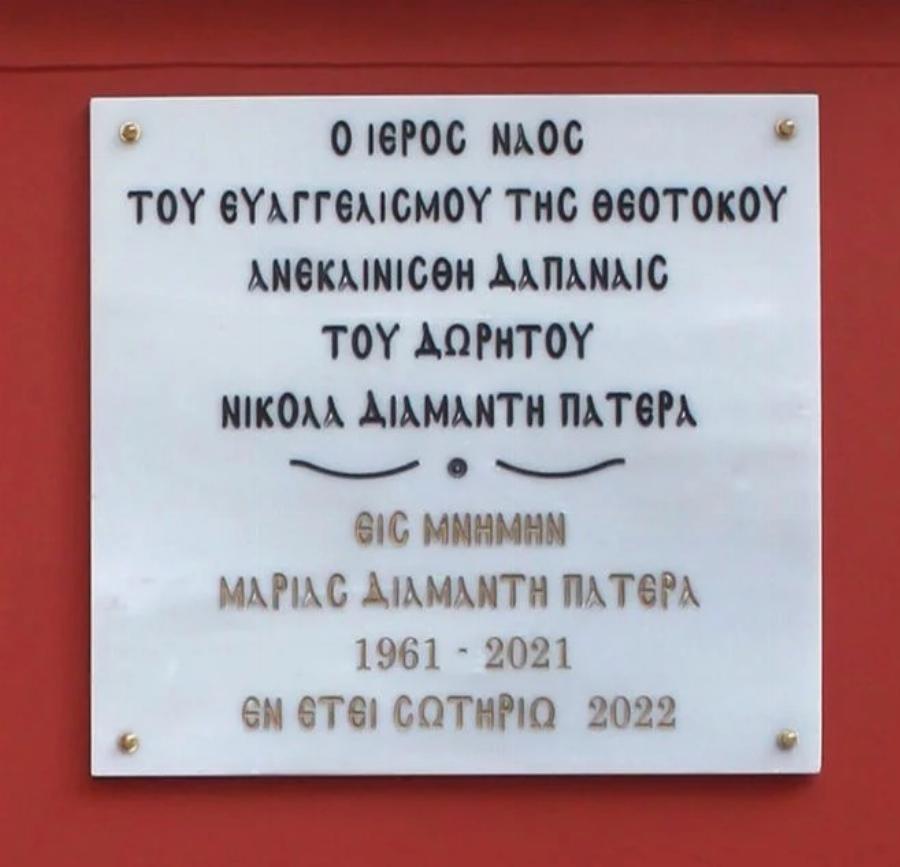 Ο ΙΕΡΟϹ ΝΑΟϹ
ΤΟΥ ΕΥΑΓΓΕΛΙϹΜΟΥ ΤΗϹ ΘΕΟΤΟΚΟΥ
ΑΝΕΚΑΙΝΙϹΘΗ ΔΑΠΑΝΑΙϹ
ΤΟΥ ΔΩΡΗΤΟΥ
ΝΙΚΟΛΑ ΔΙΑΜΑΝΤΗ ΠΑΤΕΡΑ
ΕΙϹ ΜΝΗΜΗΝ
ΜΑΡΙΑϹ ΔΙΑΜΑΝΤΗ ΠΑΤΕΡΑ
1961 - 2021
ΕΝ ΕΤΕΙ ϹΩΤΗΡΙΩ 2022